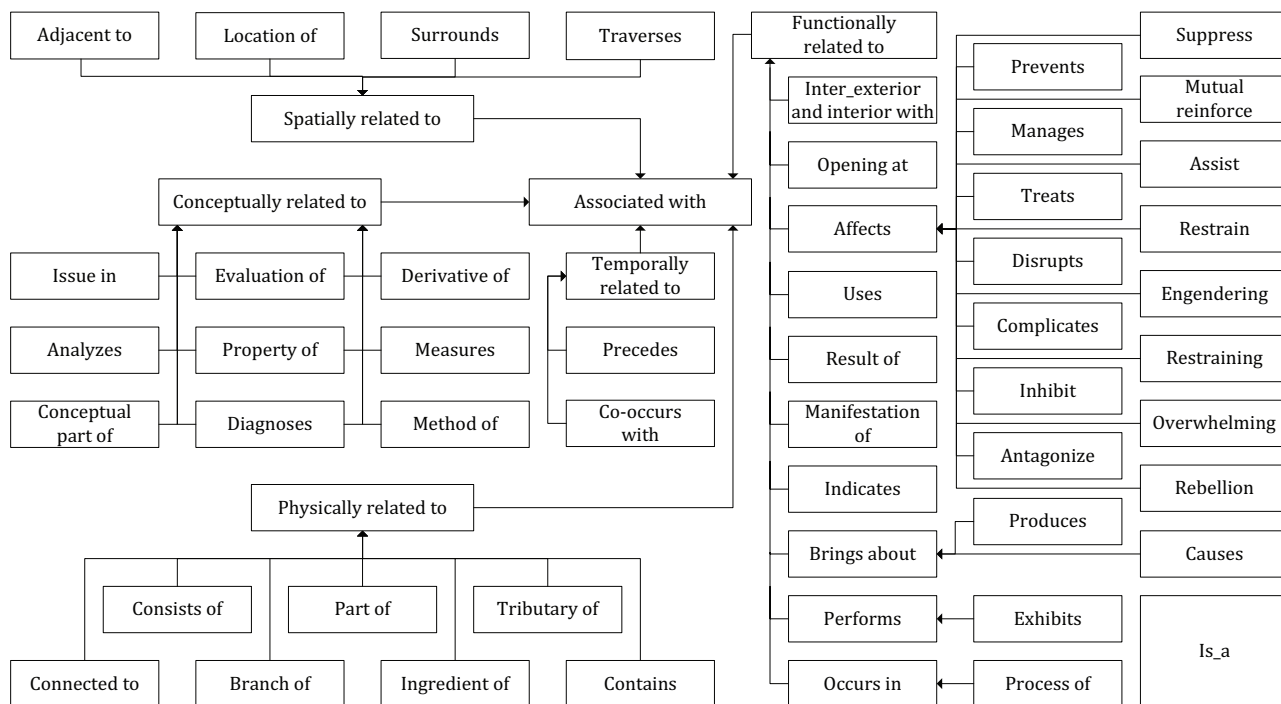 Adjacent to
Location of
Surrounds
Traverses
Spatially related to
Conceptually related to
Associated with
Issue in
Evaluation of
Derivative of
Analyzes
Property of
Measures
Conceptual
part of
Diagnoses
Method of
Temporally
related to
Precedes
Co-occurs
with
Physically related to
Consists of
Part of
Tributary of
Connected to
Branch of
Ingredient of
Contains
Functionally
related to
Inter_exterior
and interior with
Opening at
Affects
Uses
Result of
Manifestation
of
Indicates
Brings about
Performs
Occurs in
Prevents
Manages
Treats
Disrupts
Complicates
Inhibit
Antagonize
Produces
Exhibits
Process of
Suppress
Mutual
reinforce
Assist
Restrain
Engendering
Restraining
Overwhelming
Rebellion
Causes
Is_a